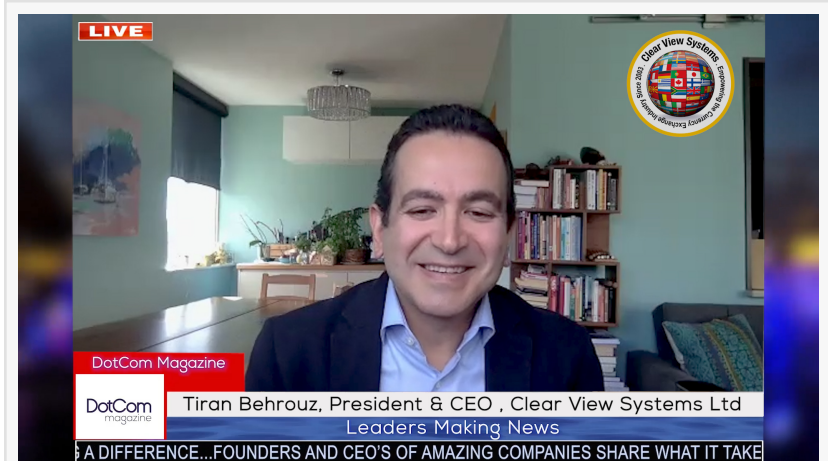 LIVE
Clear View Systems
Empowering the Currency Exchange Industry Since 2003
DotCom Magazine
DotCom
magazine
Tiran Behrouz, President & CEO , Clear View Systems Ltd
Leaders Making News
A DIFFERENCE...FOUNDERS AND CEO'S OF AMAZING COMPANIES SHARE WHAT IT TAKE